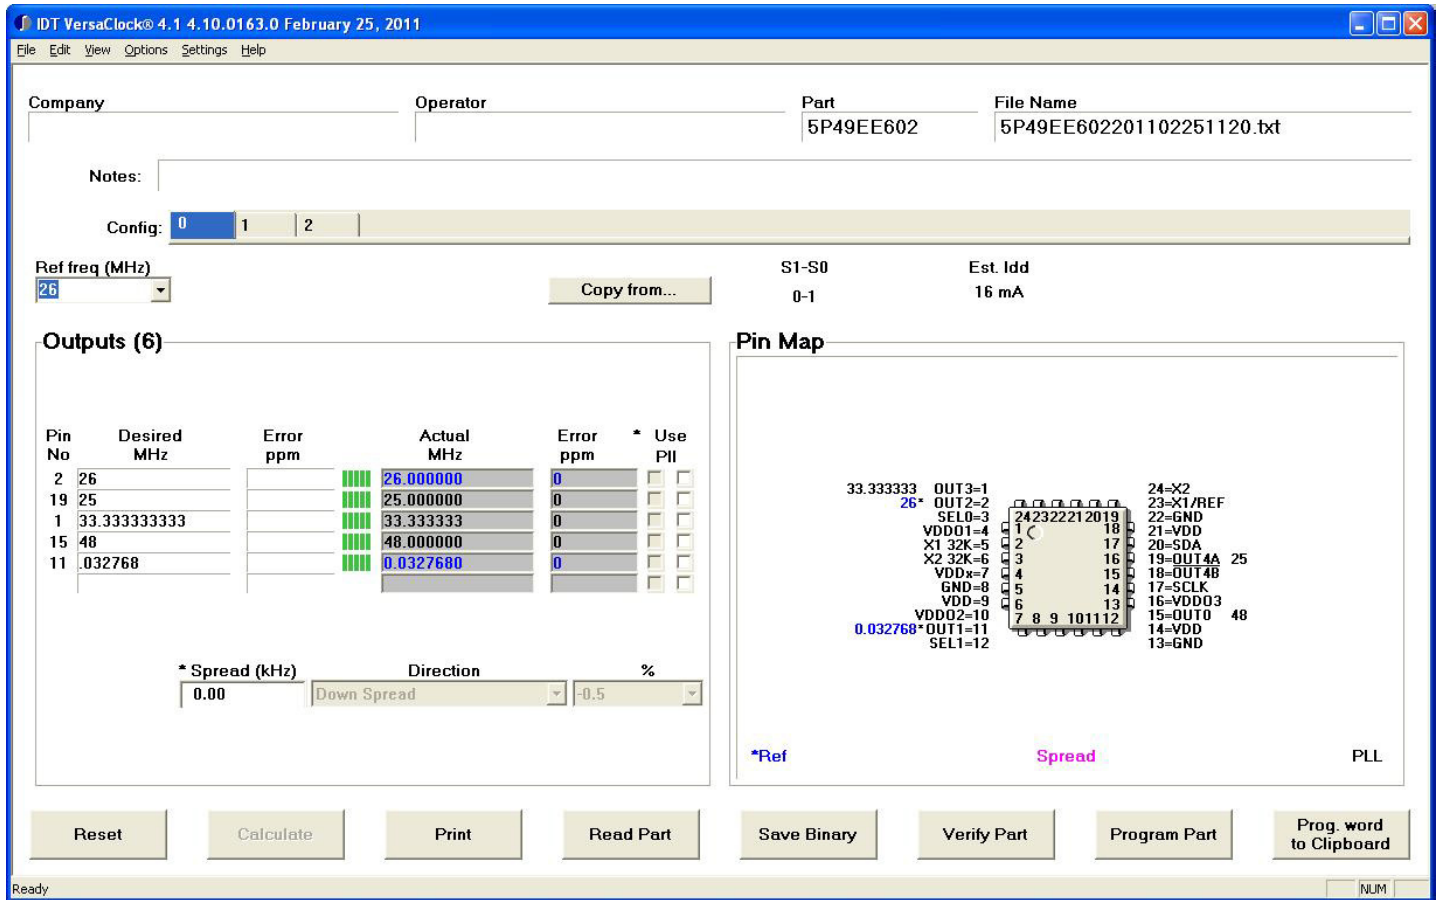 IDT VersaClock® 4.1 4.10.0163.0 February 25, 2011
File Edit View Options Settings Help
Company Operator Part File Name
5P49EE602 5P49EE602201102251120.txt
Notes:
Config: 0 1 2
Ref freq (MHz) S1-S0 Est. Idd
26 Copy from... 0-1 16 mA
Outputs (6)
Pin Desired Error Actual Error * Use
No MHz ppm MHz ppm Pll
2 26 26.000000 0
19 25 25.000000 0
1 33.333333333 33.333333 0
15 48 48.000000 0
11 .032768 0.0327680 0
* Spread (kHz) Direction %
0.00 Down Spread -0.5
Pin Map
33.333333 OUT3=1
26* OUT2=2
SEL0=3
VDDO1=4
X1 32K=5
X2 32K=6
VDDx=7
GND=8
VDD=9
VDDO2=10
0.032768* OUT1=11
SEL1=12
24 23 22 21 20 19
1 18
2 17
3 16
4 15
5 14
6 13
7 8 9 10 11 12
24=X2
23=X1/REF
22=GND
21=VDD
20=SDA
19=OUT4A 25
18=OUT4B
17=SCLK
16=VDDO3
15=OUT0 48
14=VDD
13=GND
*Ref Spread PLL
Reset Calculate Print Read Part Save Binary Verify Part Program Part Prog. word
to Clipboard
Ready NUM